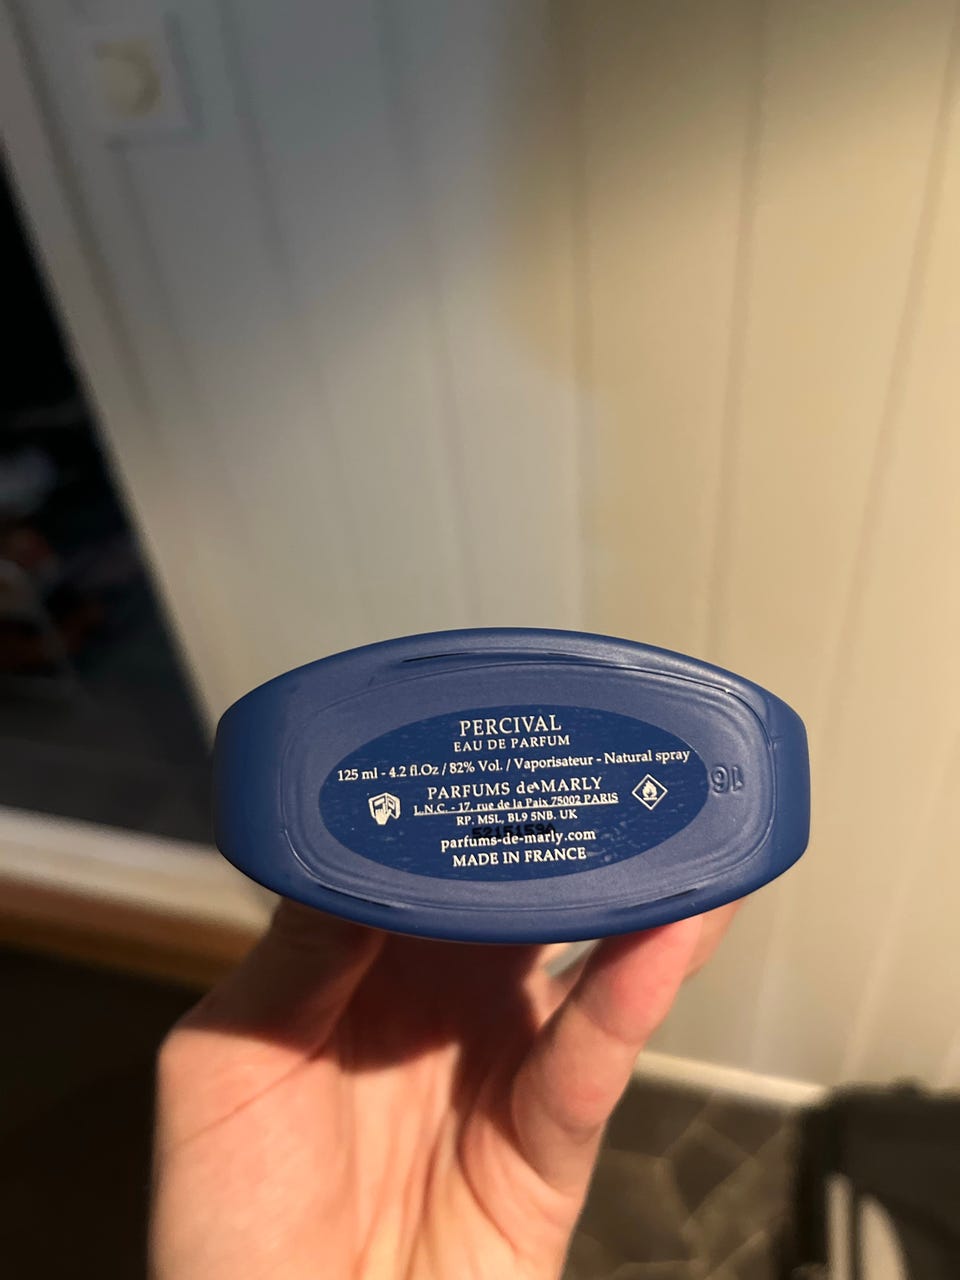 PERCIVAL
EAU DE PARFUM
125 ml - 4.2 fl.Oz / 82% Vol. / Vaporisateur - Natural spray
PARFUMS de MARLY
L.N.C. - 17, rue de la Paix 75002 PARIS
RP. MSL, BL9 5NB. UK
parfums-de-marly.com
MADE IN FRANCE
16